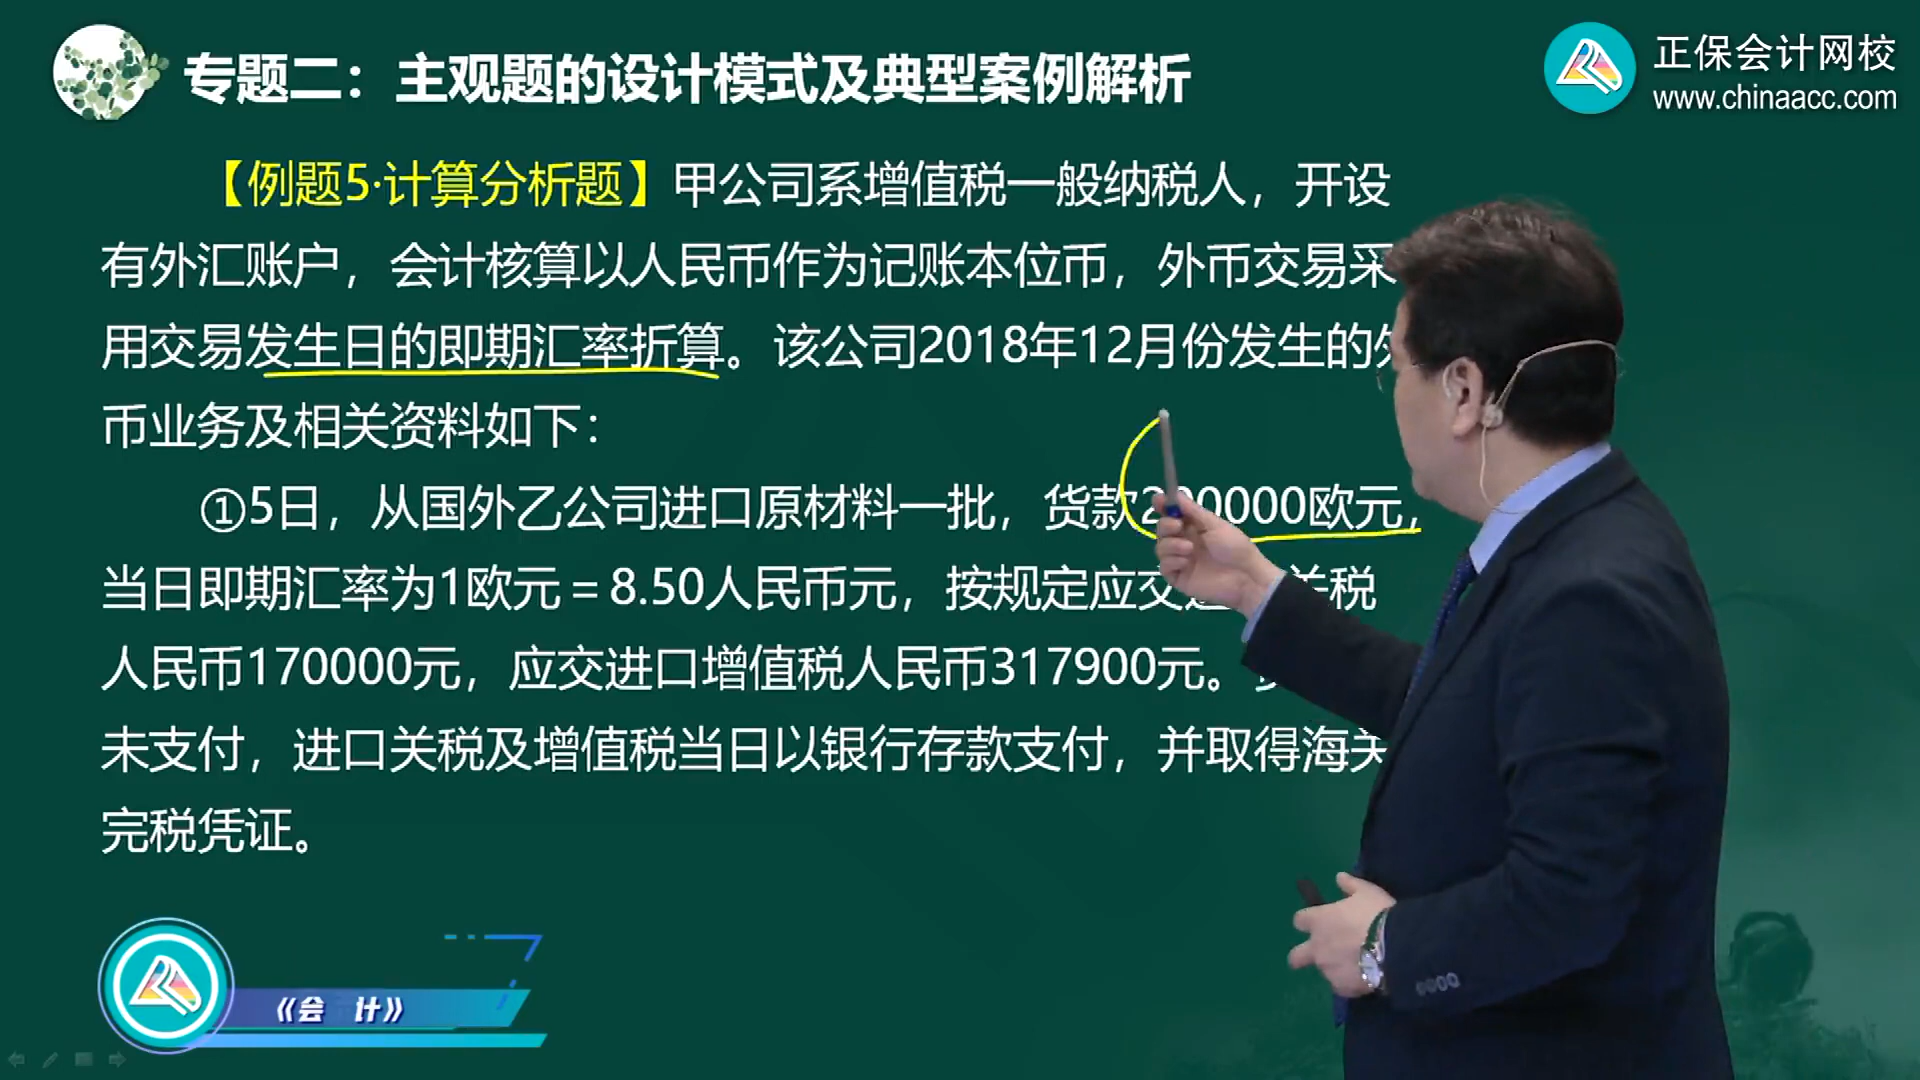 专题二：主观题的设计模式及典型案例解析
正保会计网校
www.chinaacc.com
【例题5·计算分析题】甲公司系增值税一般纳税人，开设
有外汇账户，会计核算以人民币作为记账本位币，外币交易采
用交易发生日的即期汇率折算。该公司2018年12月份发生的外
币业务及相关资料如下：
①5日，从国外乙公司进口原材料一批，货款200000欧元，
当日即期汇率为1欧元＝8.50人民币元，按规定应交进关税
人民币170000元，应交进口增值税人民币317900元。
未支付，进口关税及增值税当日以银行存款支付，并取得海关
完税凭证。
《会 计》